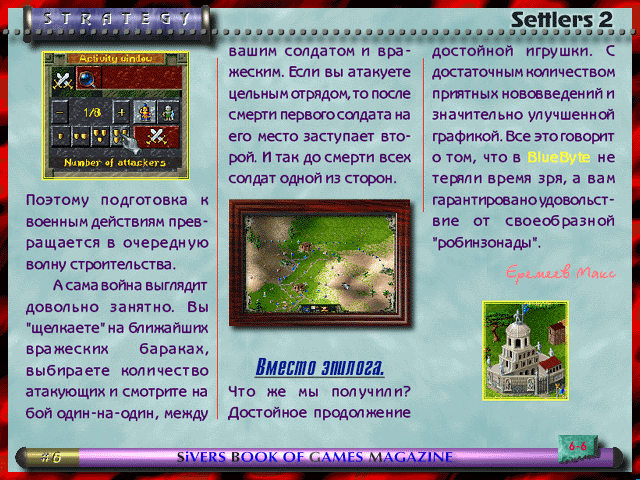 STRATEGY
Settlers 2
Activity window
1/8
Number of attackers
Поэтому подготовка к
военным действиям прев-
ращается в очередную
волну строительства.
А сама война выглядит
довольно занятно. Вы
"щелкаете" на ближайших
вражеских бараках,
выбираете количество
атакующих и смотрите на
бой один-на-один, между
вашим солдатом и вра-
жеским. Если вы атакуете
цельным отрядом, то после
смерти первого солдата на
его место заступает вто-
рой. И так до смерти всех
солдат одной из сторон.
Вместо эпилога.
Что же мы получили?
Достойное продолжение
достойной игрушки. С
достаточным количеством
приятных нововведений и
значительно улучшенной
графикой. Все это говорит
о том, что в BlueByte не
теряли время зря, а вам
гарантировано удовольст-
вие от своеобразной
"робинзонады".
Еремеев Макс
#6
SiVERS BOOK OF GAMES MAGAZINE
6-6